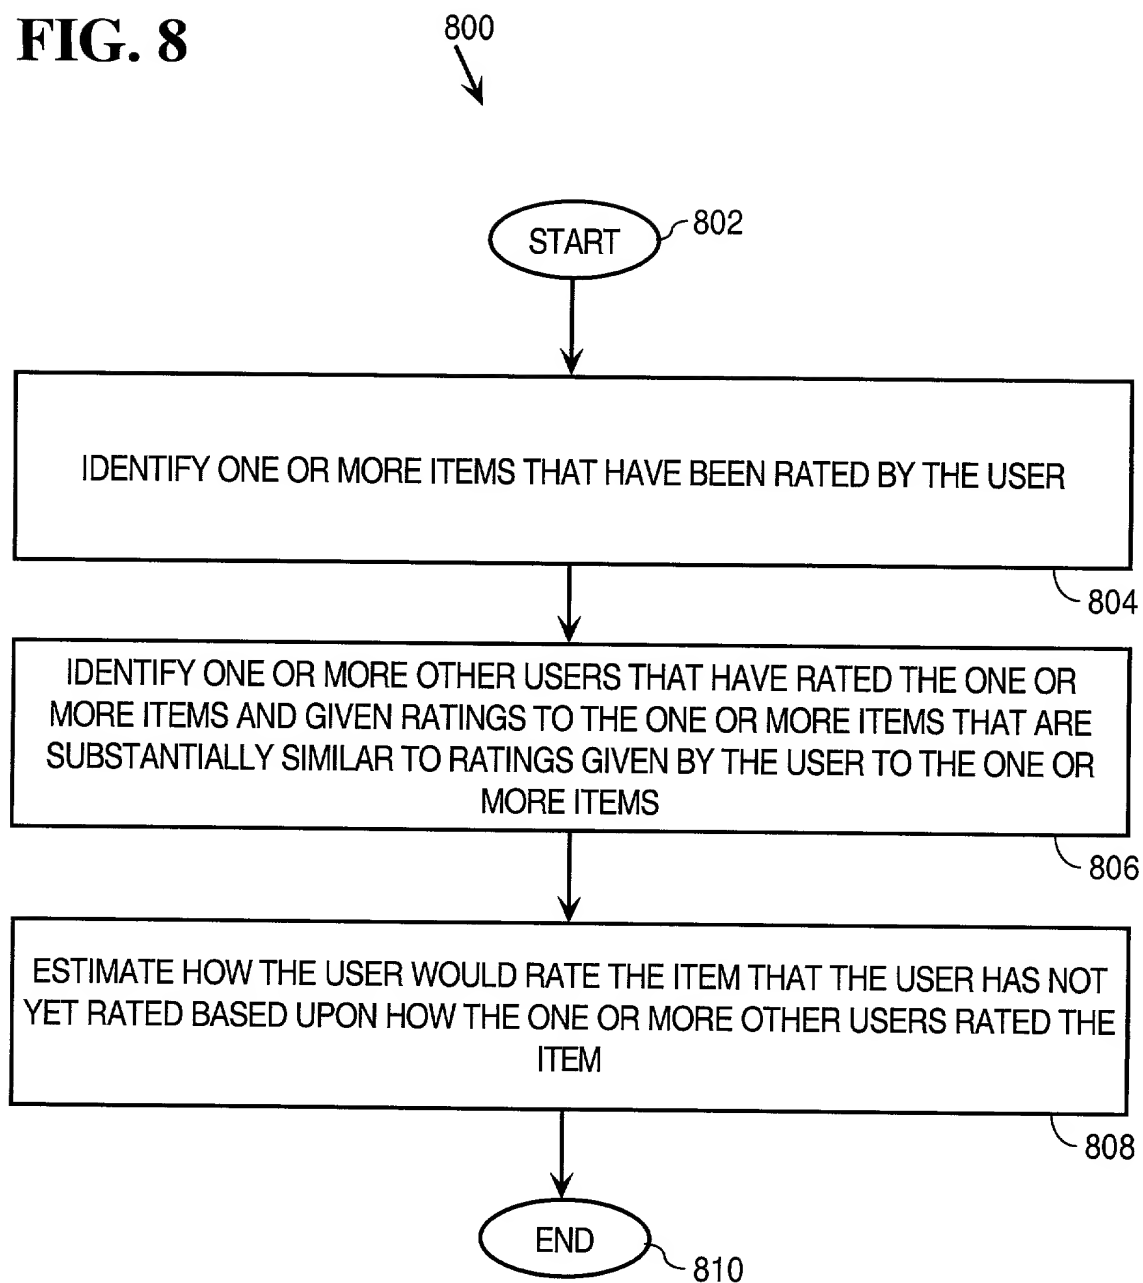 FIG. 8
800
START
802
IDENTIFY ONE OR MORE ITEMS THAT HAVE BEEN RATED BY THE USER
804
IDENTIFY ONE OR MORE OTHER USERS THAT HAVE RATED THE ONE OR
MORE ITEMS AND GIVEN RATINGS TO THE ONE OR MORE ITEMS THAT ARE
SUBSTANTIALLY SIMILAR TO RATINGS GIVEN BY THE USER TO THE ONE OR
MORE ITEMS
806
ESTIMATE HOW THE USER WOULD RATE THE ITEM THAT THE USER HAS NOT
YET RATED BASED UPON HOW THE ONE OR MORE OTHER USERS RATED THE
ITEM
808
END
810